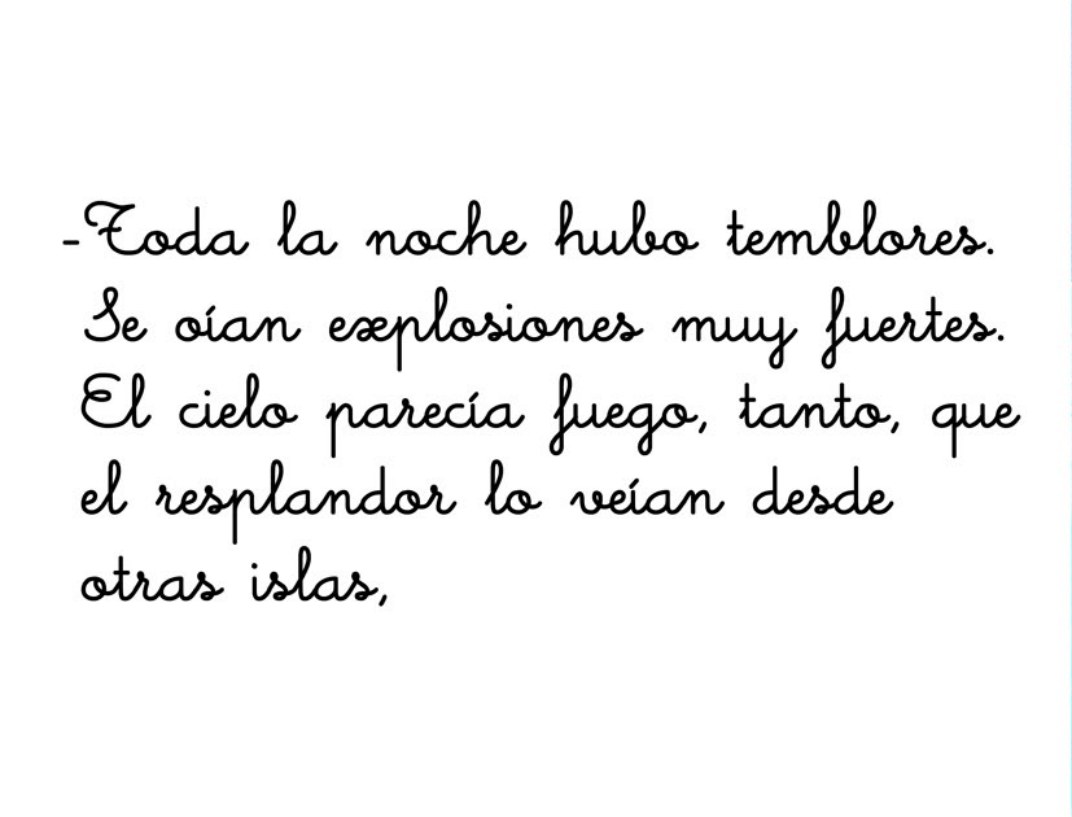 -Toda la noche hubo temblores.
Se oían explosiones muy fuertes.
El cielo parecía fuego, tanto, que
el resplandor lo veían desde
otras islas,